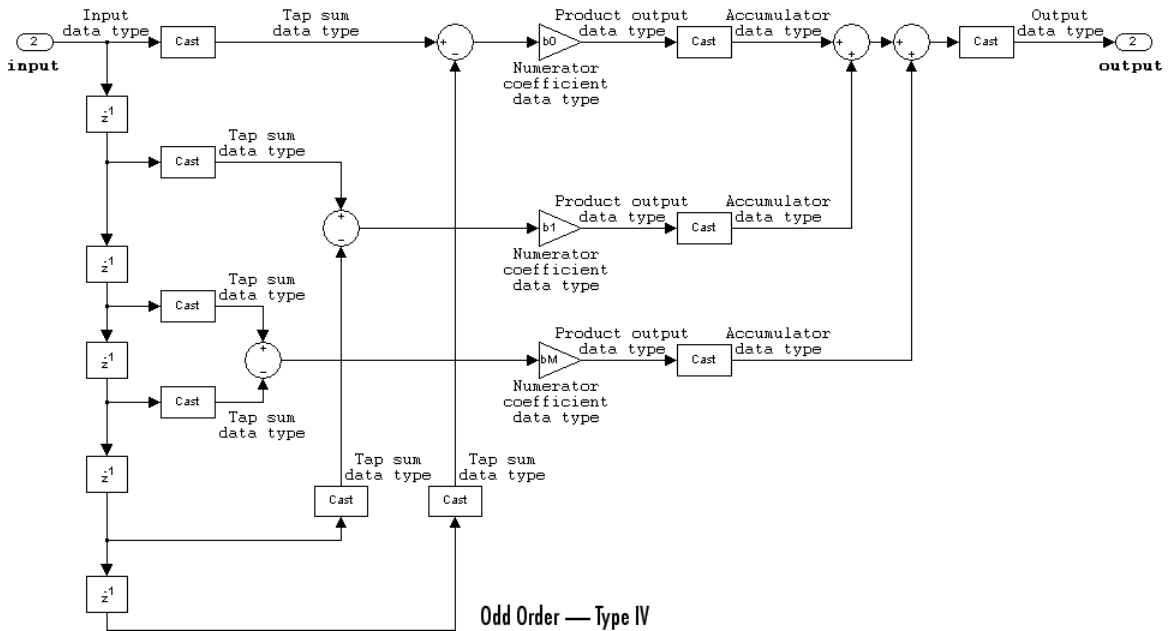 Input
data type
2
input
Cast
Tap sum
data type
+
−
b0
Numerator
coefficient
data type
Product output
data type
Cast
Accumulator
data type
+
+
+
+
Cast
Output
data type
2
output
z-1
Cast
Tap sum
data type
+
−
b1
Numerator
coefficient
data type
Product output
data type
Cast
Accumulator
data type
z-1
Cast
Tap sum
data type
+
−
z-1
bM
Numerator
coefficient
data type
Product output
data type
Cast
Accumulator
data type
Cast
Tap sum
data type
z-1
Tap sum
data type
Cast
Tap sum
data type
Cast
z-1
Odd Order — Type IV